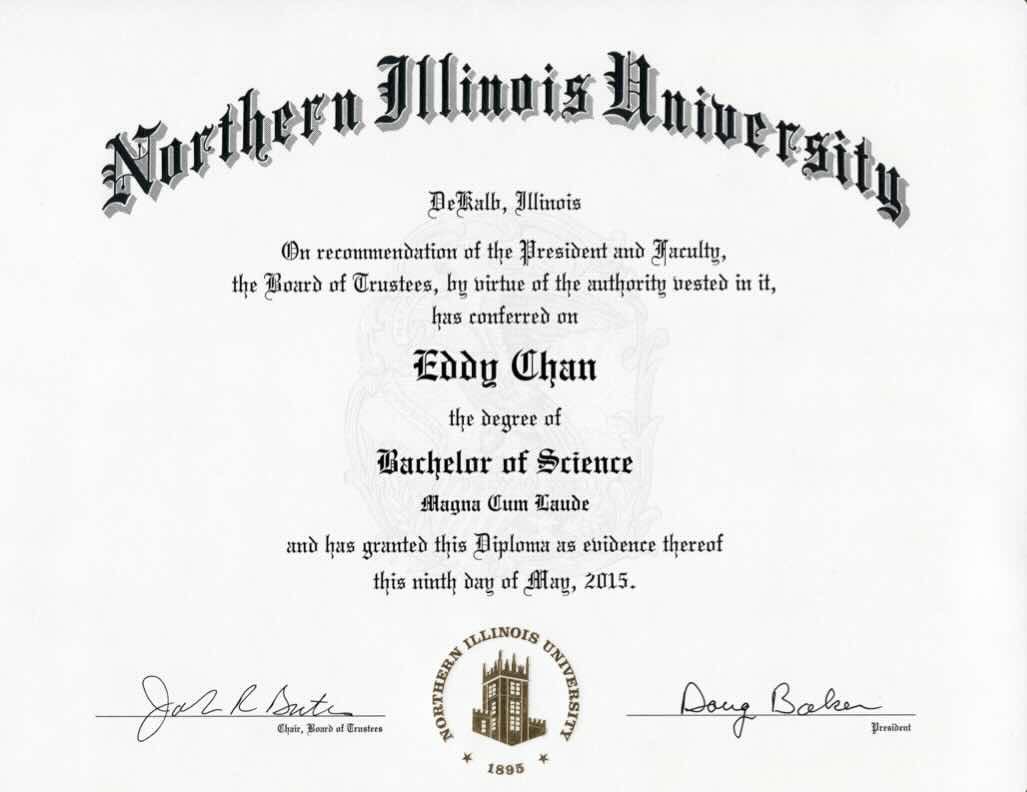 Northern Illinois University
DeKalb, Illinois
On recommendation of the President and Faculty,
the Board of Trustees, by virtue of the authority vested in it,
has conferred on
Eddy Chan
the degree of
Bachelor of Science
Magna Cum Laude
and has granted this Diploma as evidence thereof
this ninth day of May, 2015.
NORTHERN ILLINOIS UNIVERSITY
1895
John R Butler
Chair, Board of Trustees
Doug Baker
President